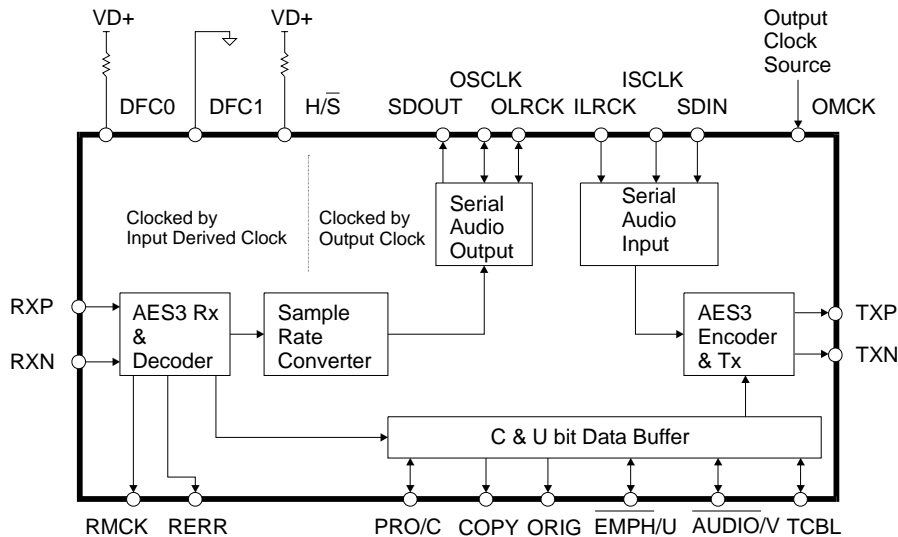 VD+
VD+
Output
Clock
Source
OSCLK
ISCLK
DFC0
DFC1
H/S̅
SDOUT
OLRCK
ILRCK
SDIN
OMCK
Clocked by
Input Derived Clock
Clocked by
Output Clock
Serial
Audio
Output
Serial
Audio
Input
RXP
RXN
AES3 Rx
&
Decoder
Sample
Rate
Converter
AES3
Encoder
& Tx
TXP
TXN
C & U bit Data Buffer
RMCK
RERR
PRO/C
COPY
ORIG
E̅M̅P̅H̅/U
A̅U̅D̅I̅O̅/V
TCBL